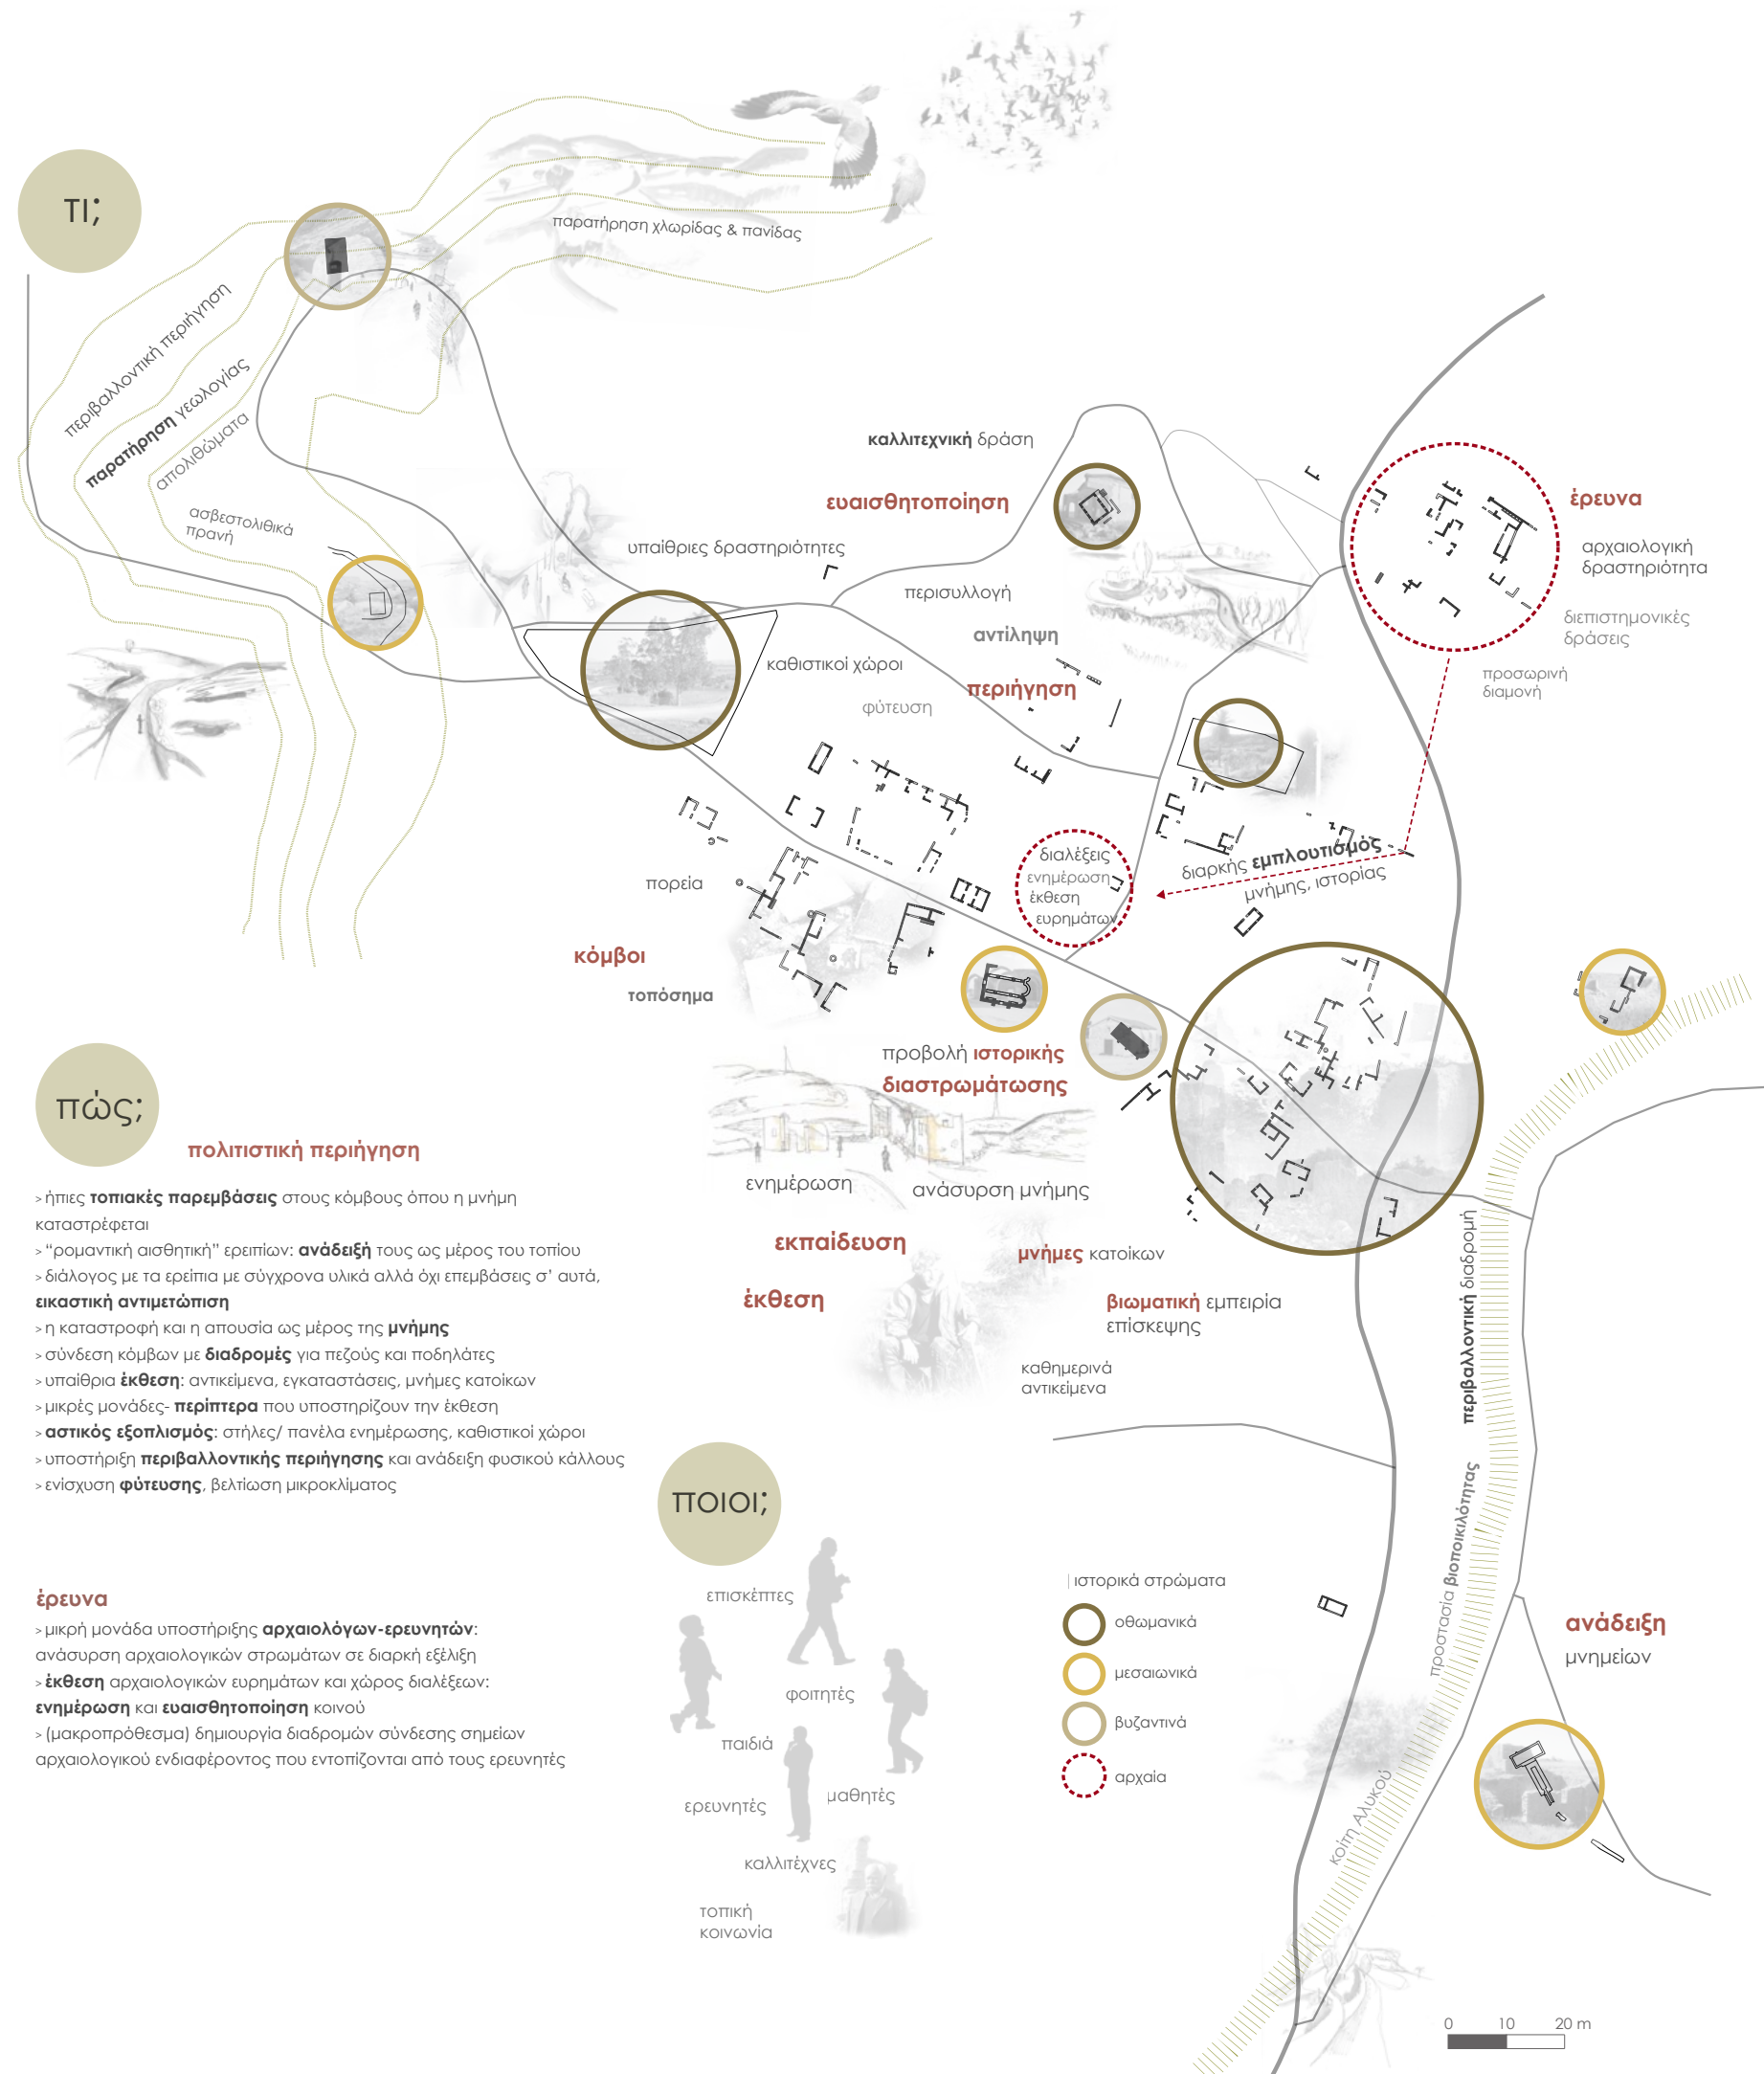 τι;
παρατήρηση χλωρίδας & πανίδας
περιβαλλοντική περιήγηση
παρατήρηση γεωλογίας
απολιθώματα
ασβεστολιθικά
πρανή
καλλιτεχνική δράση
ευαισθητοποίηση
υπαίθριες δραστηριότητες
περισυλλογή
αντίληψη
καθιστικοί χώροι
περιήγηση
φύτευση
έρευνα
αρχαιολογική
δραστηριότητα
διεπιστημονικές
δράσεις
προσωρινή
διαμονή
διαλέξεις
ενημέρωση
έκθεση
ευρημάτων
διαρκής εμπλουτισμός
μνήμης, ιστορίας
πορεία
κόμβοι
τοπόσημα
προβολή ιστορικής
διαστρωμάτωσης
ενημέρωση
ανάσυρση μνήμης
εκπαίδευση
έκθεση
μνήμες κατοίκων
βιωματική εμπειρία
επίσκεψης
καθημερινά
αντικείμενα
περιβαλλοντική διαδρομή
προστασία βιοποικιλότητας
κοίτη Αλυκού
ανάδειξη
μνημείων
πώς;
πολιτιστική περιήγηση
> ήπιες τοπιακές παρεμβάσεις στους κόμβους όπου η μνήμη
καταστρέφεται
> “ρομαντική αισθητική” ερειπίων: ανάδειξή τους ως μέρος του τοπίου
> διάλογος με τα ερείπια με σύγχρονα υλικά αλλά όχι επεμβάσεις σ’ αυτά,
εικαστική αντιμετώπιση
> η καταστροφή και η απουσία ως μέρος της μνήμης
> σύνδεση κόμβων με διαδρομές για πεζούς και ποδηλάτες
> υπαίθρια έκθεση: αντικείμενα, εγκαταστάσεις, μνήμες κατοίκων
> μικρές μονάδες- περίπτερα που υποστηρίζουν την έκθεση
> αστικός εξοπλισμός: στήλες/ πανέλα ενημέρωσης, καθιστικοί χώροι
> υποστήριξη περιβαλλοντικής περιήγησης και ανάδειξη φυσικού κάλλους
> ενίσχυση φύτευσης, βελτίωση μικροκλίματος
έρευνα
> μικρή μονάδα υποστήριξης αρχαιολόγων-ερευνητών:
ανάσυρση αρχαιολογικών στρωμάτων σε διαρκή εξέλιξη
> έκθεση αρχαιολογικών ευρημάτων και χώρος διαλέξεων:
ενημέρωση και ευαισθητοποίηση κοινού
> (μακροπρόθεσμα) δημιουργία διαδρομών σύνδεσης σημείων
αρχαιολογικού ενδιαφέροντος που εντοπίζονται από τους ερευνητές
ποιοι;
επισκέπτες
φοιτητές
παιδιά
μαθητές
ερευνητές
καλλιτέχνες
τοπική
κοινωνία
| ιστορικά στρώματα
οθωμανικά
μεσαιωνικά
βυζαντινά
αρχαία
0 10 20 m